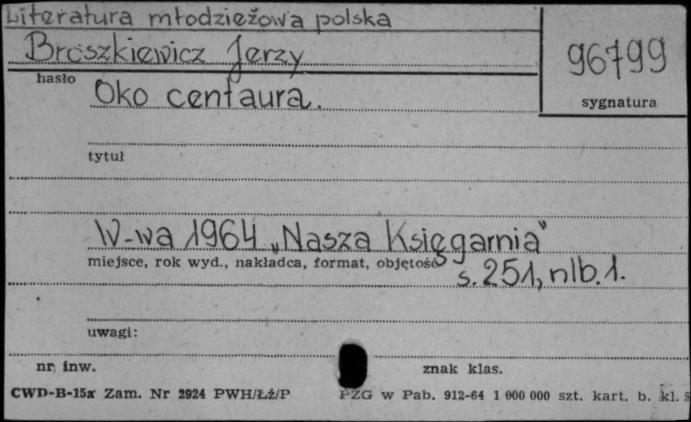 Literatura młodzieżowa polska
Broszkiewicz Jerzy
96799
hasło
sygnatura
Oko centaura.
tytuł
W-wa 1964 „Nasza Księgarnia"
miejsce, rok wyd., nakładca, format, objętość
s. 251, nlb. 1.
uwagi:
nr. inw.
znak klas.
CWD-B-15a Zam. Nr 2924 PWH/Łź/P
PZG w Pab. 912-64 1 000 000 szt. kart. b. kl. 5